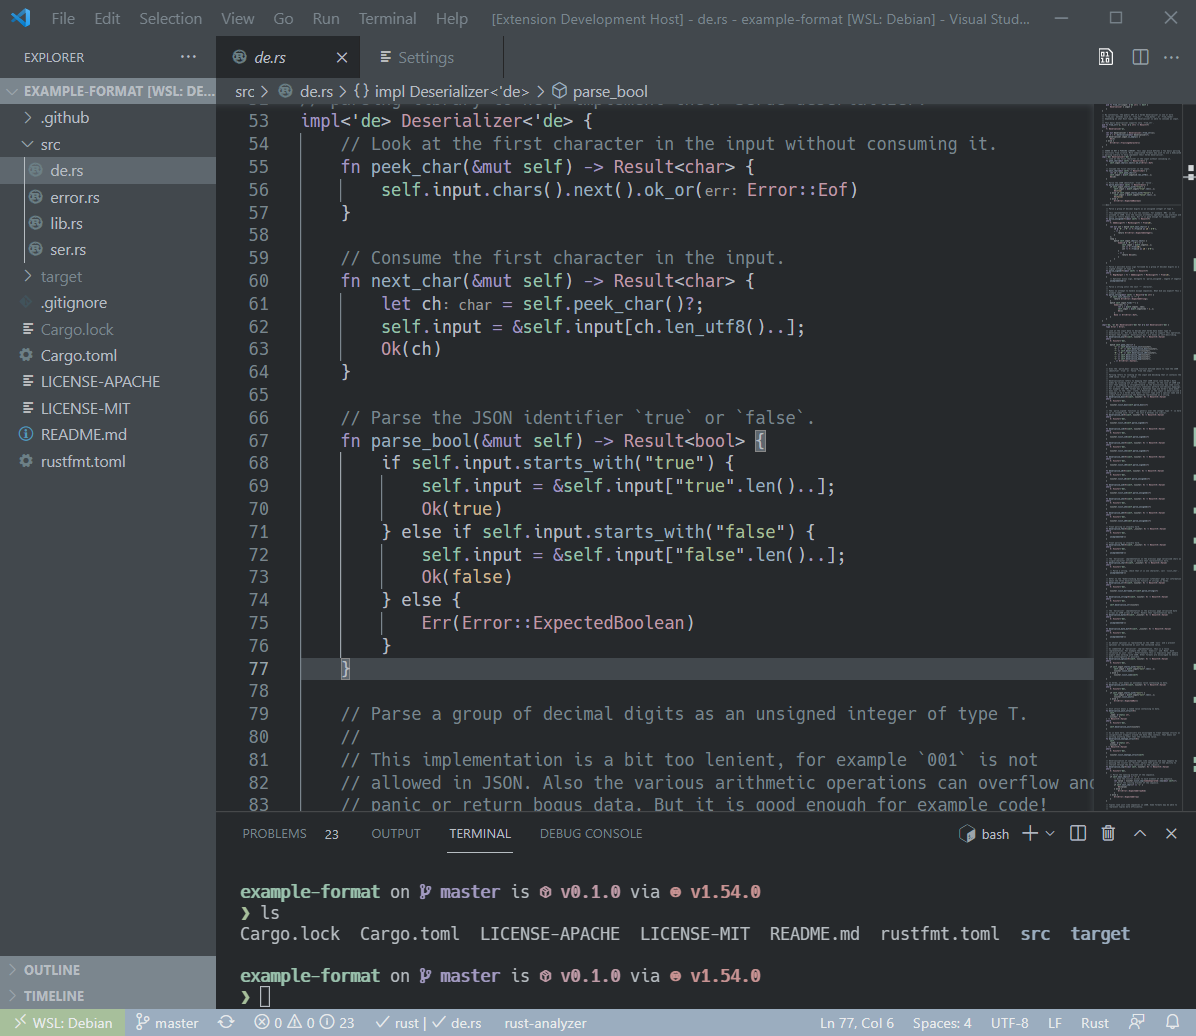 File Edit Selection View Go Run Terminal Help [Extension Development Host] - de.rs - example-format [WSL: Debian] - Visual Stud...
EXPLORER ···
de.rs
Settings
EXAMPLE-FORMAT [WSL: DE...
.github
src
de.rs
error.rs
lib.rs
ser.rs
target
.gitignore
Cargo.lock
Cargo.toml
LICENSE-APACHE
LICENSE-MIT
README.md
rustfmt.toml
OUTLINE
TIMELINE
src > de.rs > {} impl Deserializer<'de> > parse_bool
53 impl<'de> Deserializer<'de> {
54 // Look at the first character in the input without consuming it.
55 fn peek_char(&mut self) -> Result<char> {
56 self.input.chars().next().ok_or(err: Error::Eof)
57 }
58
59 // Consume the first character in the input.
60 fn next_char(&mut self) -> Result<char> {
61 let ch: char = self.peek_char()?;
62 self.input = &self.input[ch.len_utf8()..];
63 Ok(ch)
64 }
65
66 // Parse the JSON identifier `true` or `false`.
67 fn parse_bool(&mut self) -> Result<bool> {
68 if self.input.starts_with("true") {
69 self.input = &self.input["true".len()..];
70 Ok(true)
71 } else if self.input.starts_with("false") {
72 self.input = &self.input["false".len()..];
73 Ok(false)
74 } else {
75 Err(Error::ExpectedBoolean)
76 }
77 }
78
79 // Parse a group of decimal digits as an unsigned integer of type T.
80 //
81 // This implementation is a bit too lenient, for example `001` is not
82 // allowed in JSON. Also the various arithmetic operations can overflow and
83 // panic or return bogus data. But it is good enough for example code!
PROBLEMS 23 OUTPUT TERMINAL DEBUG CONSOLE bash
example-format on master is v0.1.0 via v1.54.0
❯ ls
Cargo.lock Cargo.toml LICENSE-APACHE LICENSE-MIT README.md rustfmt.toml src target
example-format on master is v0.1.0 via v1.54.0
❯
WSL: Debian master 0 0 23 rust | de.rs rust-analyzer Ln 77, Col 6 Spaces: 4 UTF-8 LF Rust